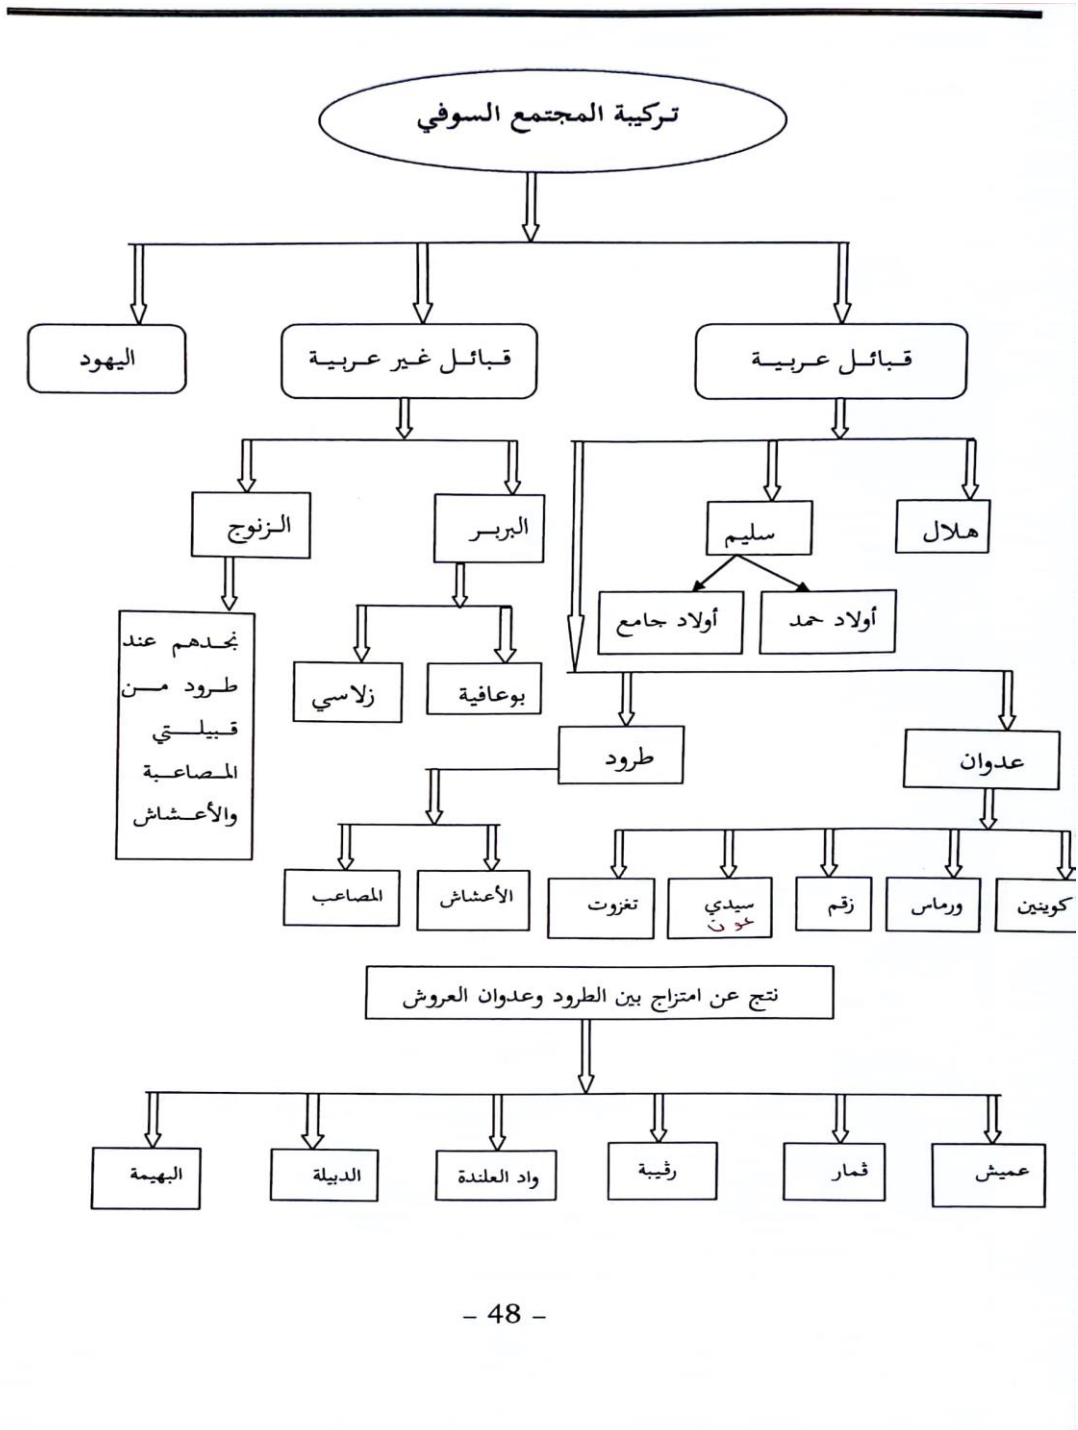 تركيبة المجتمع السوفي
قبائل عربية
قبائل غير عربية
اليهود
هلال
سليم
البربر
الزنوج
أولاد حمد
أولاد جامع
بوعافية
زلاسي
نجدهم عند
طرود من
قبيلتي
المصاعبة
والأعشاش
عدوان
طرود
كوينين
ورماس
زقم
سيدي
عون
تغزوت
الأعشاش
المصاعب
نتج عن امتزاج بين الطرود وعدوان العروش
عميش
ڨمار
رڨيبة
واد العلندة
الدبيلة
البهيمة
- 48 -